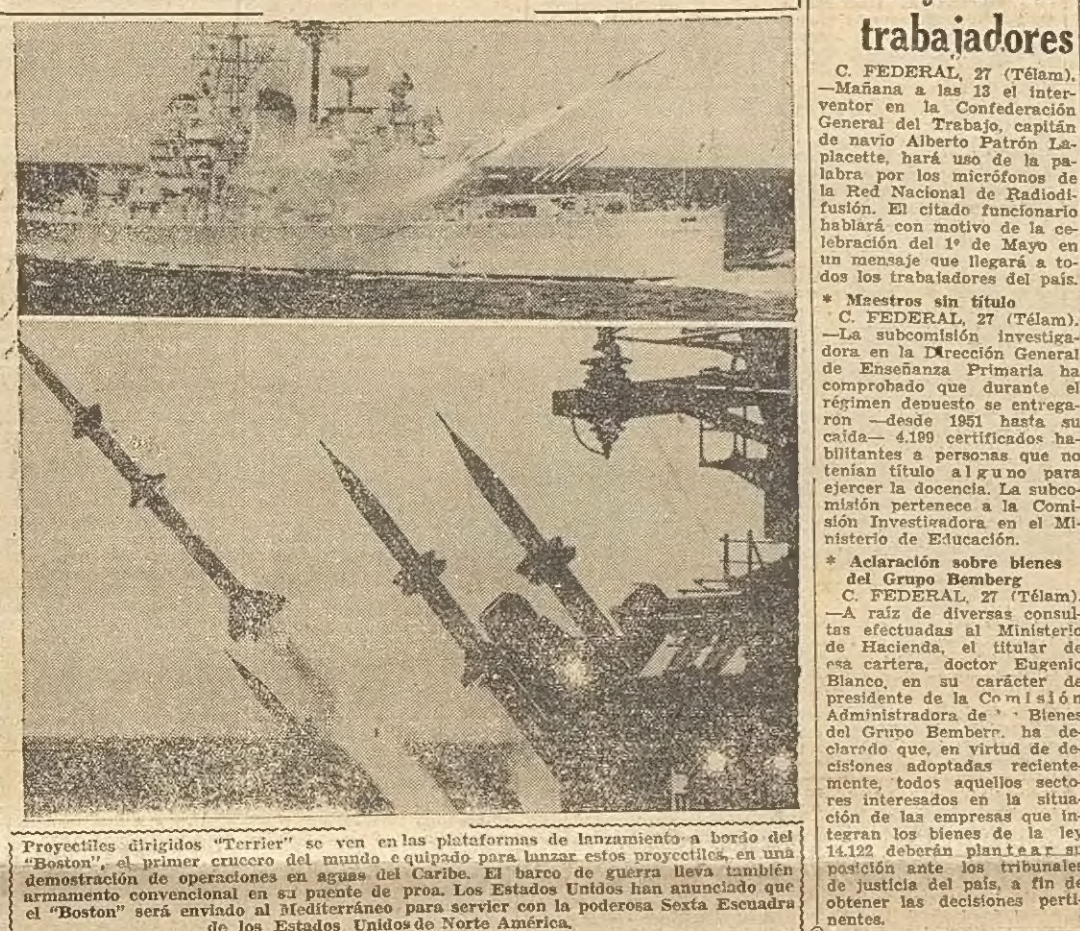 Proyectiles dirigidos "Terrier" se ven en las plataformas de lanzamiento a bordo del
"Boston", el primer crucero del mundo equipado para lanzar estos proyectiles, en una
demostración de operaciones en aguas del Caribe. El barco de guerra lleva también
armamento convencional en su puente de proa. Los Estados Unidos han anunciado que
el "Boston" será enviado al Mediterráneo para servier con la poderosa Sexta Escuadra
de los Estados Unidos de Norte América.
trabajadores
C. FEDERAL, 27 (Télam).
—Mañana a las 13 el inter-
ventor en la Confederación
General del Trabajo, capitán
de navío Alberto Patrón La-
placette, hará uso de la pa-
labra por los micrófonos de
la Red Nacional de Radiodi-
fusión. El citado funcionario
hablará con motivo de la ce-
lebración del 1º de Mayo en
un mensaje que llegará a to-
dos los trabajadores del país.
* Maestros sin título
C. FEDERAL, 27 (Télam).
—La subcomisión investiga-
dora en la Dirección General
de Enseñanza Primaria ha
comprobado que durante el
régimen depuesto se entrega-
ron —desde 1951 hasta su
caída— 4.199 certificados ha-
bilitantes a personas que no
tenían título alguno para
ejercer la docencia. La subco-
misión pertenece a la Comi-
sión Investigadora en el Mi-
nisterio de Educación.
* Aclaración sobre bienes
del Grupo Bemberg
C. FEDERAL, 27 (Télam).
—A raíz de diversas consul-
tas efectuadas al Ministerio
de Hacienda, el titular de
esa cartera, doctor Eugenio
Blanco, en su carácter de
presidente de la Comisión
Administradora de Bienes
del Grupo Bemberg, ha de-
clarado que, en virtud de de-
cisiones adoptadas reciente-
mente, todos aquellos secto-
res interesados en la situa-
ción de las empresas que in-
tegran los bienes de la ley
14.122 deberán plantear su
posición ante los tribunales
de justicia del país, a fin de
obtener las decisiones perti-
nentes.